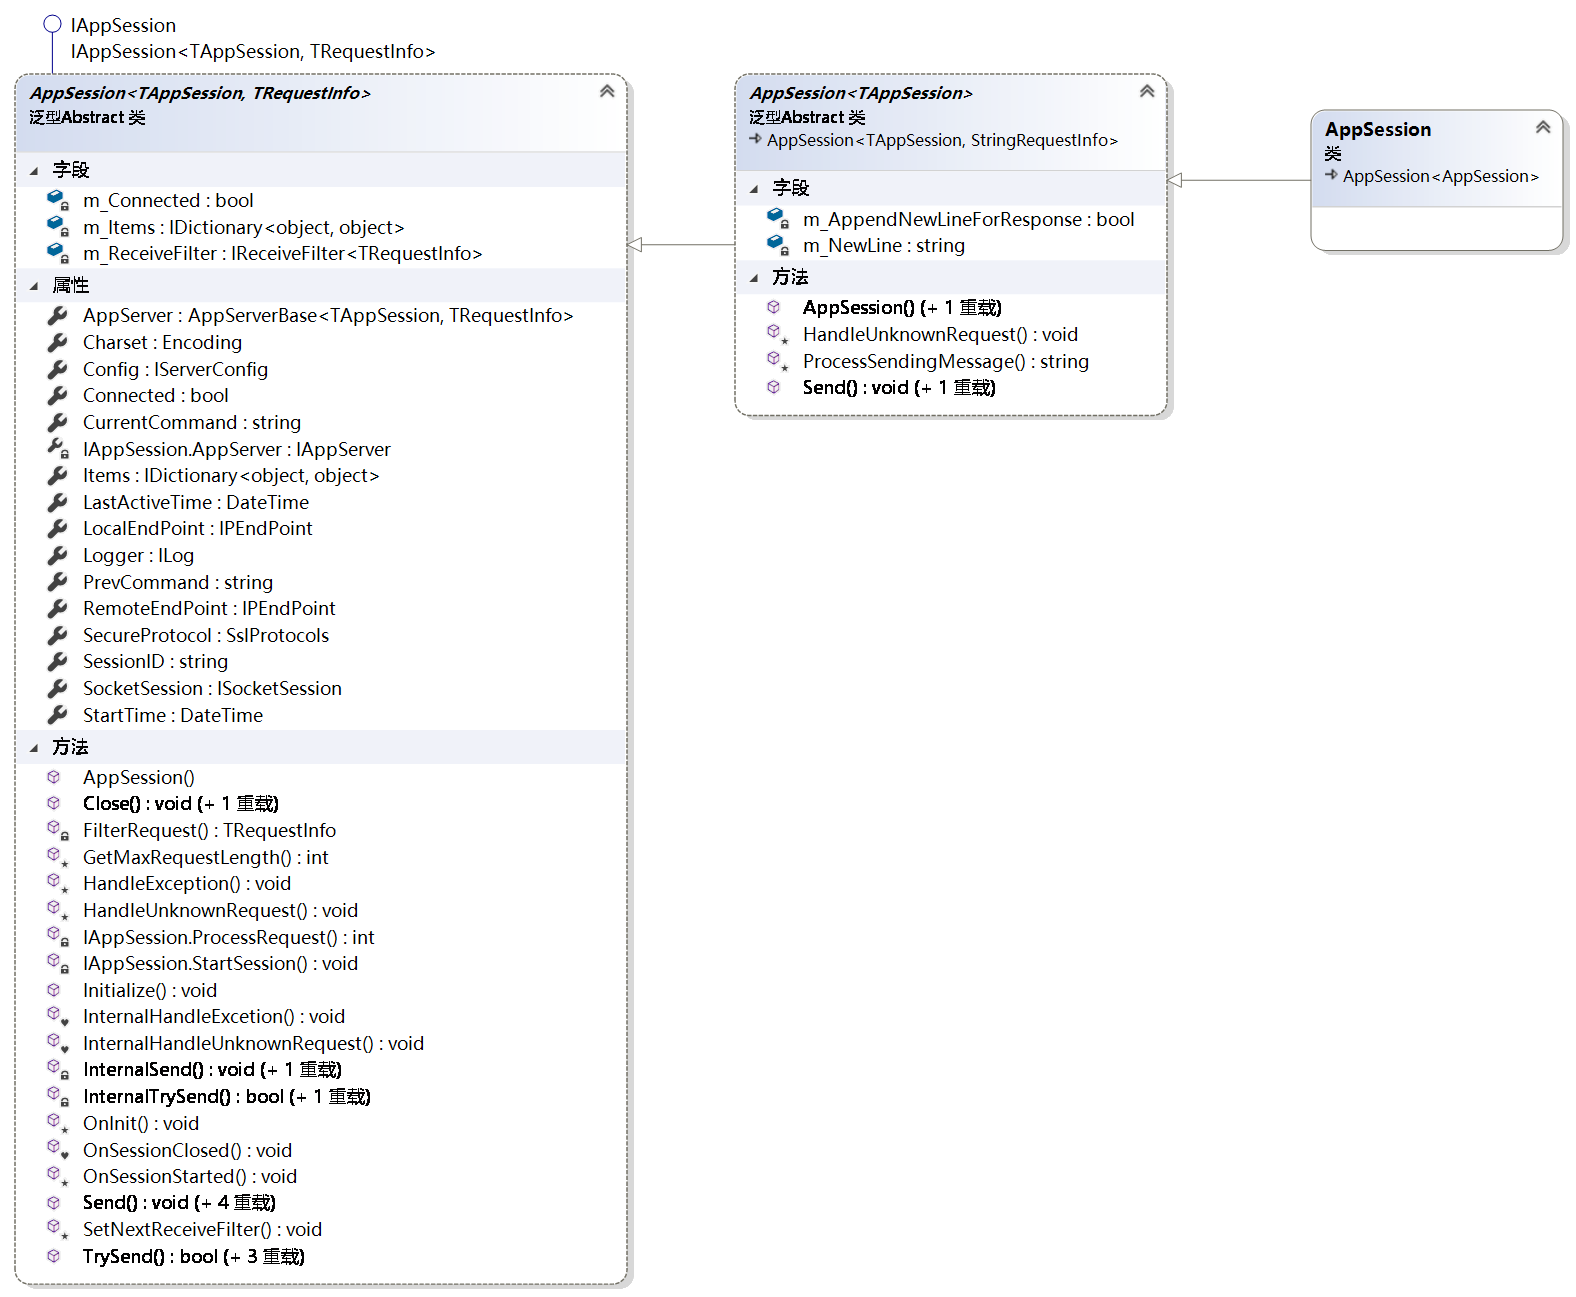 IAppSession
IAppSession<TAppSession, TRequestInfo>
AppSession<TAppSession, TRequestInfo>
泛型Abstract 类
字段
m_Connected : bool
m_Items : IDictionary<object, object>
m_ReceiveFilter : IReceiveFilter<TRequestInfo>
属性
AppServer : AppServerBase<TAppSession, TRequestInfo>
Charset : Encoding
Config : IServerConfig
Connected : bool
CurrentCommand : string
IAppSession.AppServer : IAppServer
Items : IDictionary<object, object>
LastActiveTime : DateTime
LocalEndPoint : IPEndPoint
Logger : ILog
PrevCommand : string
RemoteEndPoint : IPEndPoint
SecureProtocol : SslProtocols
SessionID : string
SocketSession : ISocketSession
StartTime : DateTime
方法
AppSession()
Close() : void (+ 1 重载)
FilterRequest() : TRequestInfo
GetMaxRequestLength() : int
HandleException() : void
HandleUnknownRequest() : void
IAppSession.ProcessRequest() : int
IAppSession.StartSession() : void
Initialize() : void
InternalHandleExcetion() : void
InternalHandleUnknownRequest() : void
InternalSend() : void (+ 1 重载)
InternalTrySend() : bool (+ 1 重载)
OnInit() : void
OnSessionClosed() : void
OnSessionStarted() : void
Send() : void (+ 4 重载)
SetNextReceiveFilter() : void
TrySend() : bool (+ 3 重载)
AppSession<TAppSession>
泛型Abstract 类
AppSession<TAppSession, StringRequestInfo>
字段
m_AppendNewLineForResponse : bool
m_NewLine : string
方法
AppSession() (+ 1 重载)
HandleUnknownRequest() : void
ProcessSendingMessage() : string
Send() : void (+ 1 重载)
AppSession
类
AppSession<AppSession>